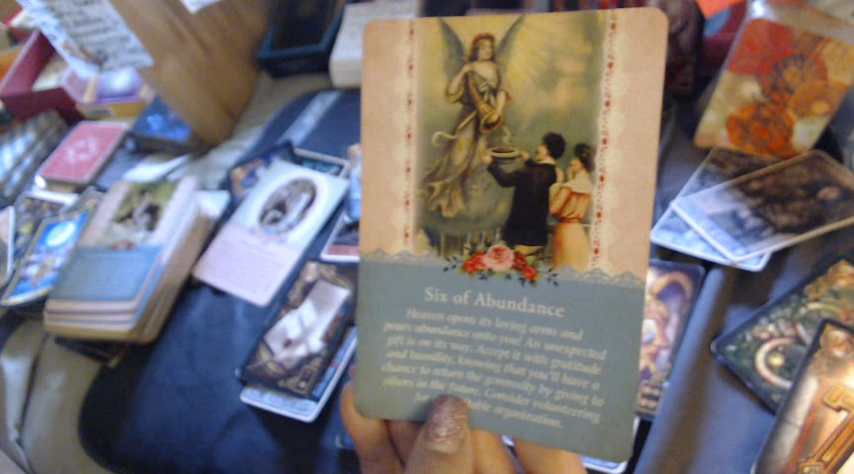 Six of Abundance
Heaven opens its loving arms and
pours abundance unto you! An unexpected
gift is on its way. Accept it with gratitude
and humility, knowing that you'll have a
chance to return the generosity by giving to
others in the future. Consider volunteering
organization.